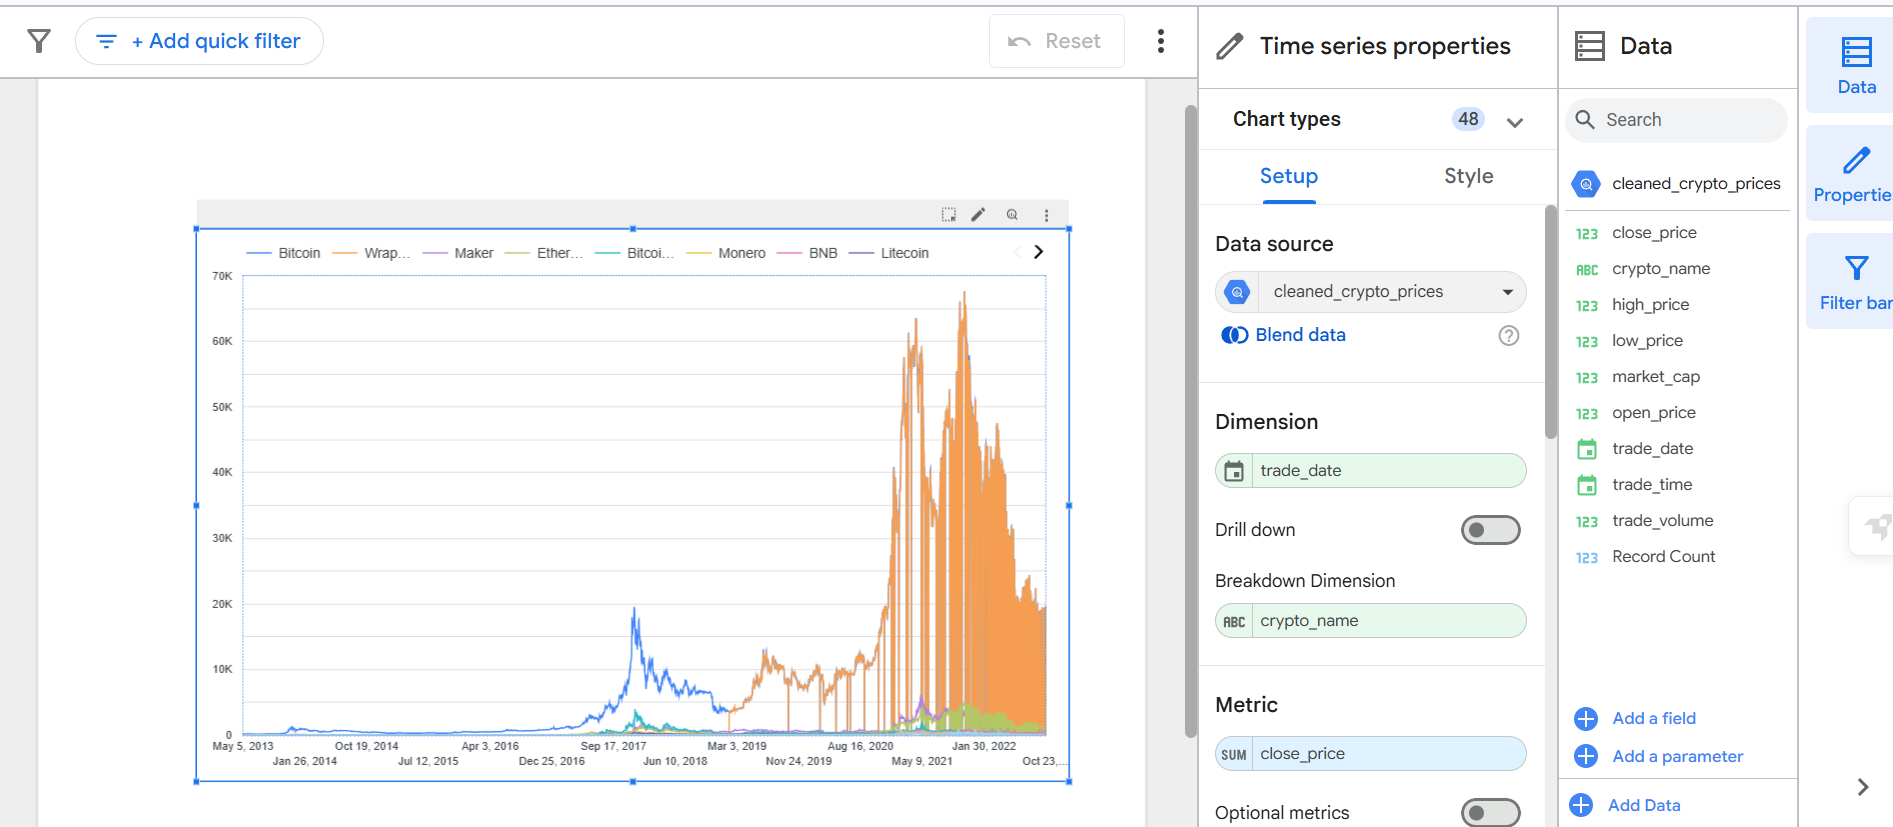 + Add quick filter
Reset
Bitcoin Wrap... Maker Ether... Bitcoi... Monero BNB Litecoin
70K
60K
50K
40K
30K
20K
10K
0
May 5, 2013 Oct 19, 2014 Apr 3, 2016 Sep 17, 2017 Mar 3, 2019 Aug 16, 2020 Jan 30, 2022
Jan 26, 2014 Jul 12, 2015 Dec 25, 2016 Jun 10, 2018 Nov 24, 2019 May 9, 2021 Oct 23,...
Time series properties
Chart types 48
Setup Style
Data source
cleaned_crypto_prices
Blend data
Dimension
trade_date
Drill down
Breakdown Dimension
ABC crypto_name
Metric
SUM close_price
Optional metrics
Data
Search
cleaned_crypto_prices
123 close_price
ABC crypto_name
123 high_price
123 low_price
123 market_cap
123 open_price
trade_date
trade_time
123 trade_volume
123 Record Count
Add a field
Add a parameter
Add Data
Data
Propertie
Filter bar